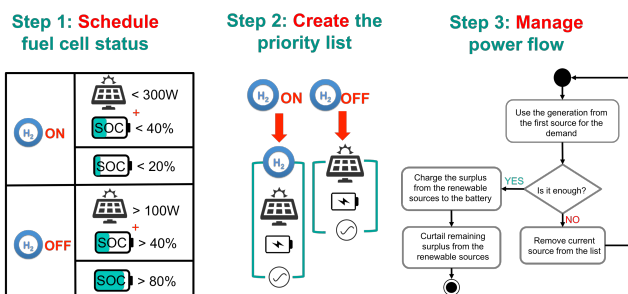 Step 1: Schedule
fuel cell status
H₂ ON
< 300W
+
SOC < 40%
SOC < 20%
H₂ OFF
> 100W
+
SOC > 40%
SOC > 80%
Step 2: Create the
priority list
H₂ ON
H₂ OFF
H₂
Step 3: Manage
power flow
Use the generation from
the first source for the
demand
Is it enough?
YES
NO
Charge the surplus
from the renewable
sources to the battery
Curtail remaining
surplus from the
renewable sources
Remove current
source from the list